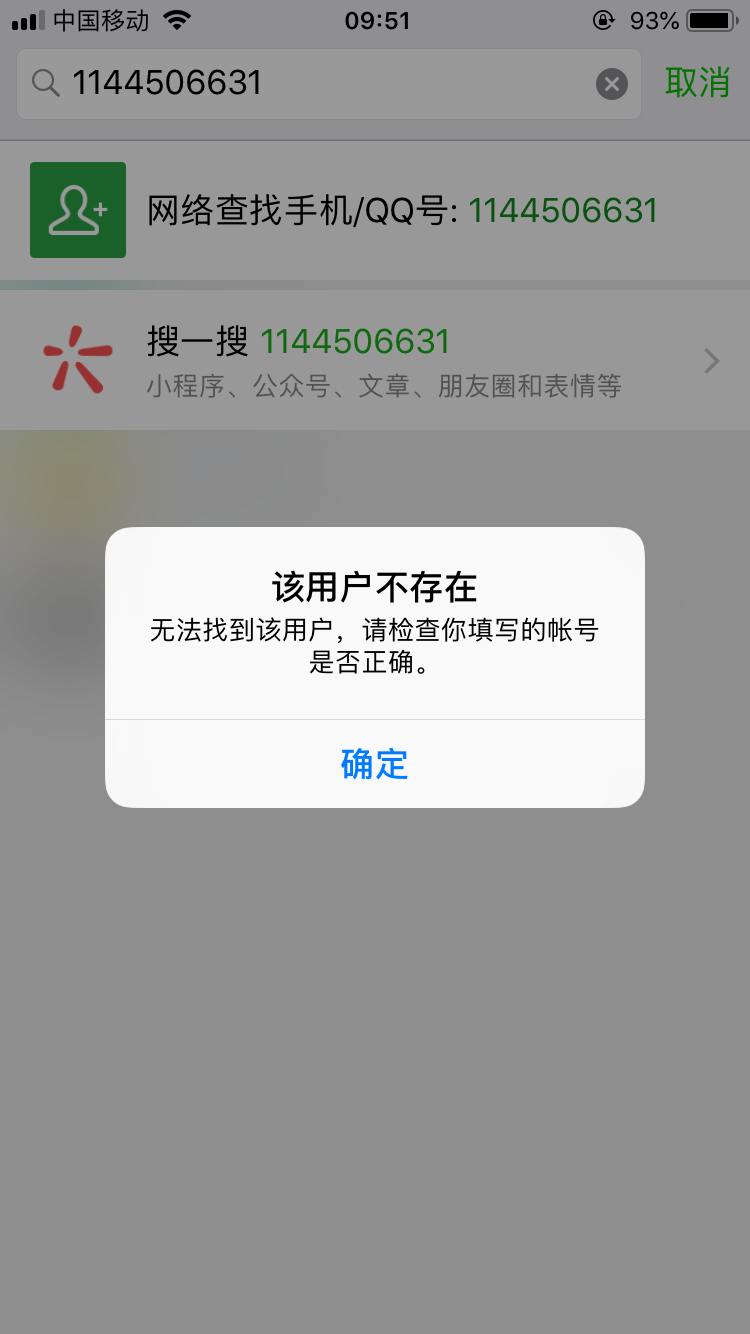 中国移动 09:51 93%
1144506631 取消
网络查找手机/QQ号: 1144506631
搜一搜 1144506631
小程序、公众号、文章、朋友圈和表情等
该用户不存在
无法找到该用户，请检查你填写的帐号
是否正确。
确定